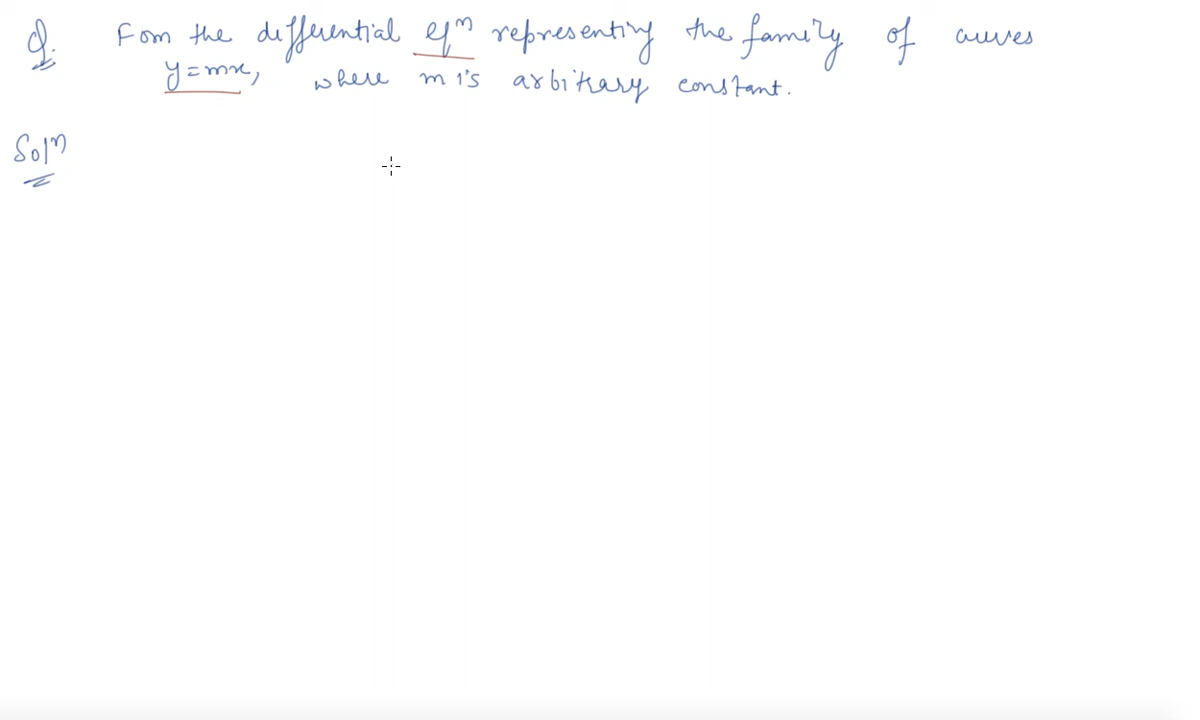 Q. Fom the differential eqn representing the family of curves
y=mx, where m is arbitrary constant.
Soln